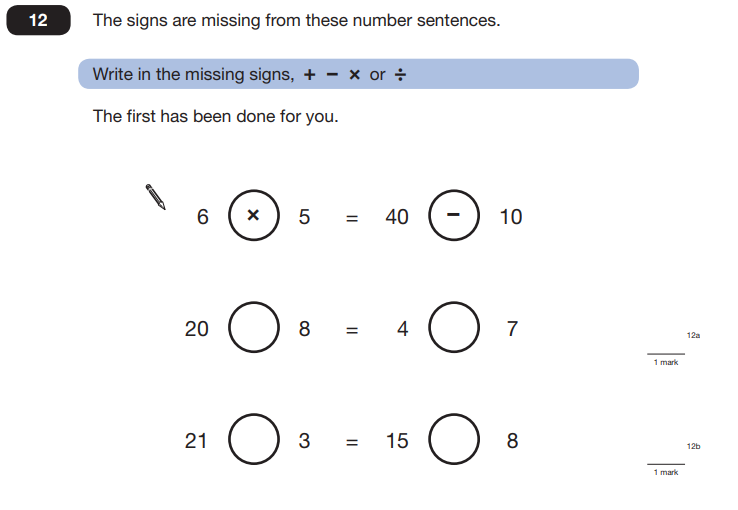 12 The signs are missing from these number sentences.
Write in the missing signs, + − × or ÷
The first has been done for you.
6 × 5 = 40 − 10
20 8 = 4 7
12a
1 mark
21 3 = 15 8
12b
1 mark